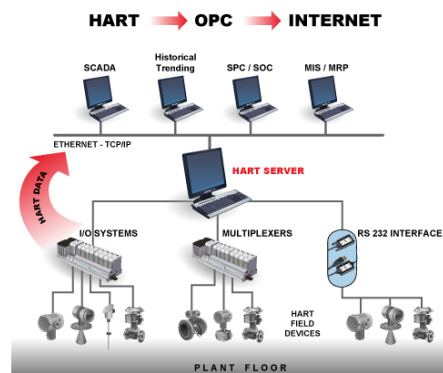 HART OPC INTERNET
SCADA
Historical
Trending
SPC / SOC
MIS / MRP
ETHERNET - TCP/IP
HART SERVER
HART DATA
I/O SYSTEMS
MULTIPLEXERS
RS 232 INTERFACE
HART
FIELD
DEVICES
PLANT FLOOR